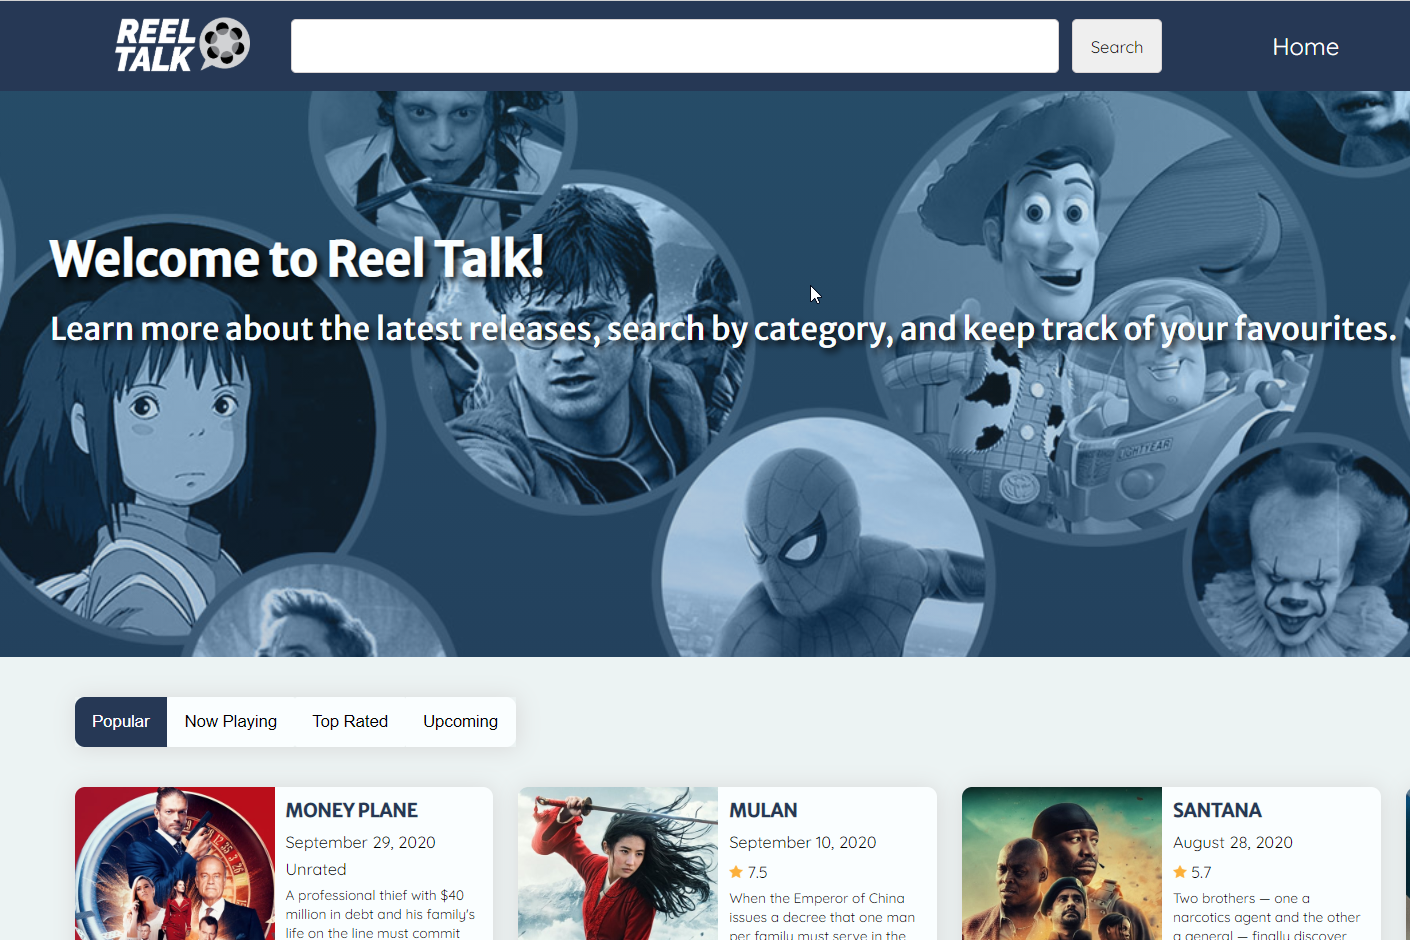 REEL
TALK
Search
Home
Welcome to Reel Talk!
Learn more about the latest releases, search by category, and keep track of your favourites.
LIGHTYEAR
Popular
Now Playing
Top Rated
Upcoming
MONEY PLANE
September 29, 2020
Unrated
A professional thief with $40
million in debt and his family's
life on the line must commit
MULAN
September 10, 2020
7.5
When the Emperor of China
issues a decree that one man
per family must serve in the
SANTANA
August 28, 2020
5.7
Two brothers — one a
narcotics agent and the other
a general — finally discover